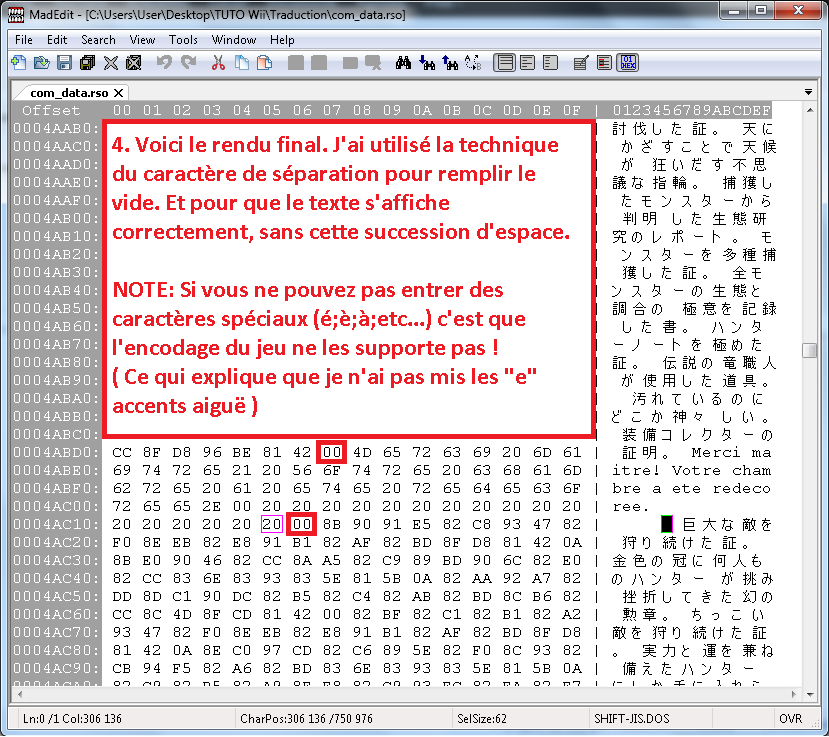 MadEdit - [C:\Users\User\Desktop\TUTO Wii\Traduction\com_data.rso]
File Edit Search View Tools Window Help
com_data.rso
Offset 00 01 02 03 04 05 06 07 08 09 0A 0B 0C 0D 0E 0F | 0123456789ABCDEF
4. Voici le rendu final. J'ai utilisé la technique
du caractère de séparation pour remplir le
vide. Et pour que le texte s'affiche
correctement, sans cette succession d'espace.
NOTE: Si vous ne pouvez pas entrer des
caractères spéciaux (é;è;à;etc...) c'est que
l'encodage du jeu ne les supporte pas !
( Ce qui explique que je n'ai pas mis les "e"
accents aiguë )
0004AAB0: | 討伐した証。 天に
0004AAC0: | かざすことで天候
0004AAD0: | が 狂いだす不思
0004AAE0: | 議な指輪。 捕獲し
0004AAF0: | たモンスターから
0004AB00: | 判明 した生態研
0004AB10: | 究のレポート。 モ
0004AB20: | ンスターを多種捕
0004AB30: | 獲した証。 全モ
0004AB40: | ンスターの生態と
0004AB50: | 調合の 極意を記録
0004AB60: | した書。 ハンタ
0004AB70: | ーノートを極めた
0004AB80: | 証。 伝説の竜職人
0004AB90: | が使用した道具。
0004ABA0: | 汚れているのに
0004ABB0: | どこか神々 しい。
0004ABC0: | 装備コレクターの
0004ABD0: CC 8F D8 96 BE 81 42 00 4D 65 72 63 69 20 6D 61 | 証明。 Merci ma
0004ABE0: 69 74 72 65 21 20 56 6F 74 72 65 20 63 68 61 6D | itre! Votre cham
0004ABF0: 62 72 65 20 61 20 65 74 65 20 72 65 64 65 63 6F | bre a ete redeco
0004AC00: 72 65 65 2E 00 20 20 20 20 20 20 20 20 20 20 20 | ree.
0004AC10: 20 20 20 20 20 20 00 8B 90 91 E5 82 C8 93 47 82 | 巨大な敵を
0004AC20: F0 8E EB 82 E8 91 B1 82 AF 82 BD 8F D8 81 42 0A | 狩り続けた証。
0004AC30: 8B E0 90 46 82 CC 8A A5 82 C9 89 BD 90 6C 82 E0 | 金色の冠に何人も
0004AC40: 82 CC 83 6E 83 93 83 5E 81 5B 0A 82 AA 92 A7 82 | のハンター が挑み
0004AC50: DD 8D C1 90 DC 82 B5 82 C4 82 AB 82 BD 8C B6 82 | 挫折してきた幻の
0004AC60: CC 8C 4D 8F CD 81 42 00 82 BF 82 C1 82 B1 82 A2 | 勲章。 ちっこい
0004AC70: 93 47 82 F0 8E EB 82 E8 91 B1 82 AF 82 BD 8F D8 | 敵を狩り続けた証
0004AC80: 81 42 0A 8E C0 97 CD 82 C6 89 5E 82 F0 8C 93 82 | 。 実力と運を兼ね
0004AC90: CB 94 F5 82 A6 82 BD 83 6E 83 93 83 5E 81 5B 0A | 備えたハンター
Ln:0 /1 Col:306 136 CharPos:306 136 /750 976 SelSize:62 SHIFT-JIS.DOS OVR